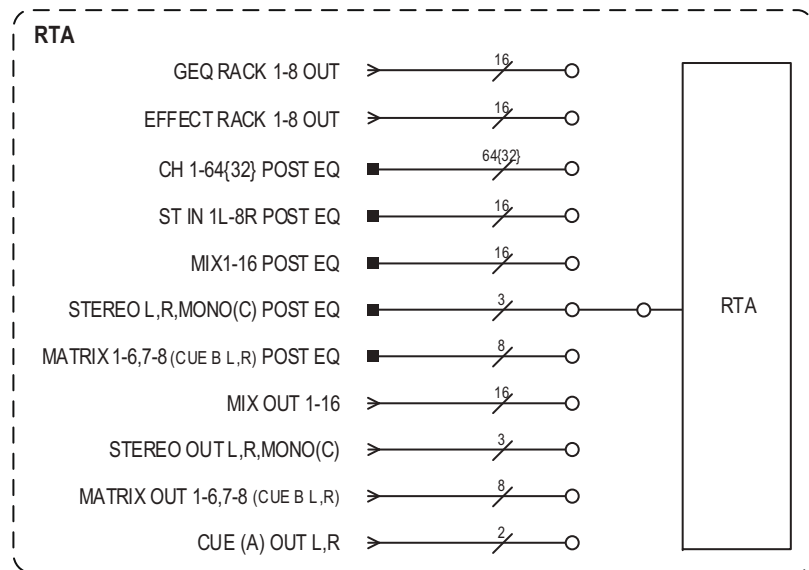 RTA
GEQ RACK 1-8 OUT 16
EFFECT RACK 1-8 OUT 16
CH 1-64{32} POST EQ 64{32}
ST IN 1L-8R POST EQ 16
MIX1-16 POST EQ 16
STEREO L,R,MONO(C) POST EQ 3 RTA
MATRIX 1-6,7-8 (CUE B L,R) POST EQ 8
MIX OUT 1-16 16
STEREO OUT L,R,MONO(C) 3
MATRIX OUT 1-6,7-8 (CUE B L,R) 8
CUE (A) OUT L,R 2